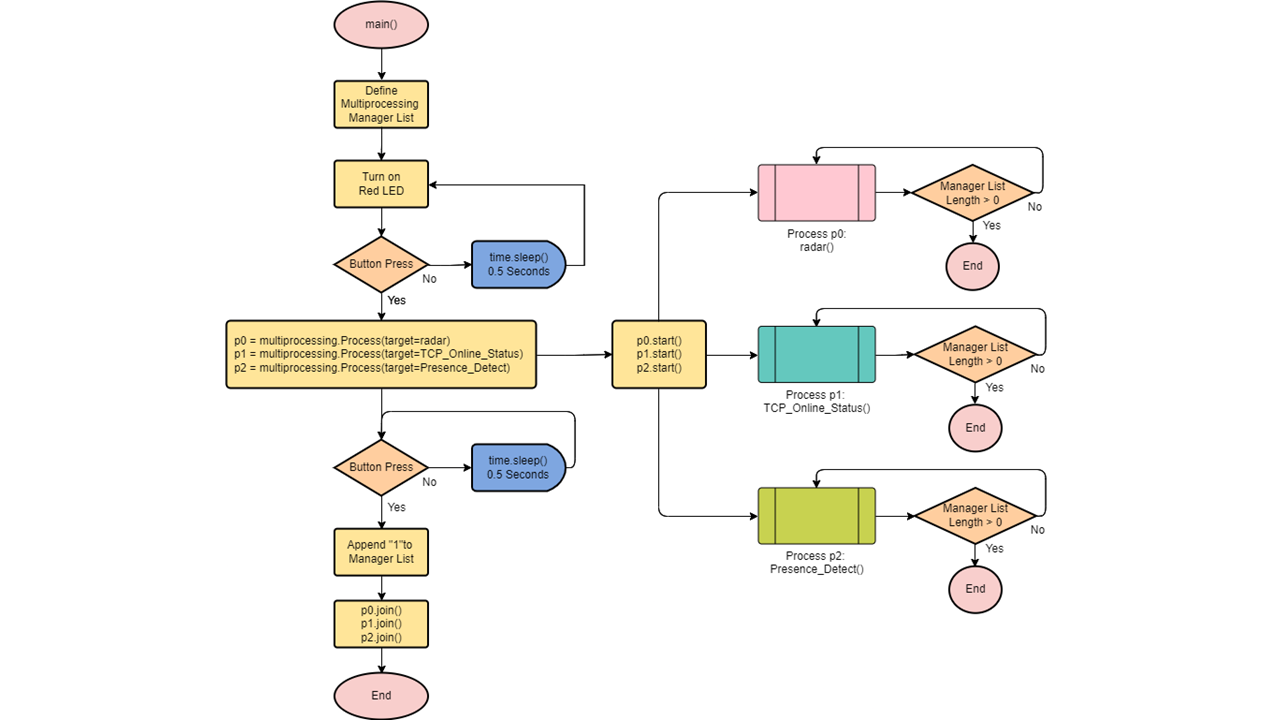 main()
Define
Multiprocessing
Manager List
Turn on
Red LED
Button Press
No
time.sleep()
0.5 Seconds
Yes
p0 = multiprocessing.Process(target=radar)
p1 = multiprocessing.Process(target=TCP_Online_Status)
p2 = multiprocessing.Process(target=Presence_Detect)
Button Press
No
time.sleep()
0.5 Seconds
Yes
Append "1"to
Manager List
p0.join()
p1.join()
p2.join()
End
p0.start()
p1.start()
p2.start()
Process p0:
radar()
Manager List
Length > 0
No
Yes
End
Process p1:
TCP_Online_Status()
Manager List
Length > 0
No
Yes
End
Process p2:
Presence_Detect()
Manager List
Length > 0
No
Yes
End